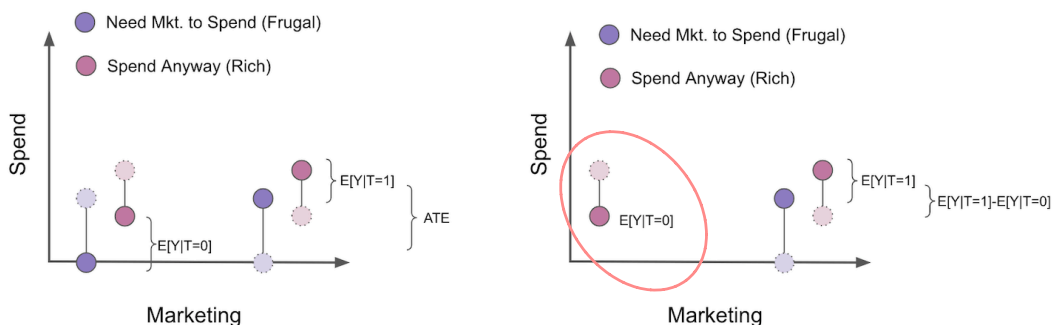 Need Mkt. to Spend (Frugal)
Spend Anyway (Rich)
Spend
E[Y|T=1]
ATE
E[Y|T=0]
Marketing
Need Mkt. to Spend (Frugal)
Spend Anyway (Rich)
Spend
E[Y|T=1]
E[Y|T=1]-E[Y|T=0]
E[Y|T=0]
Marketing